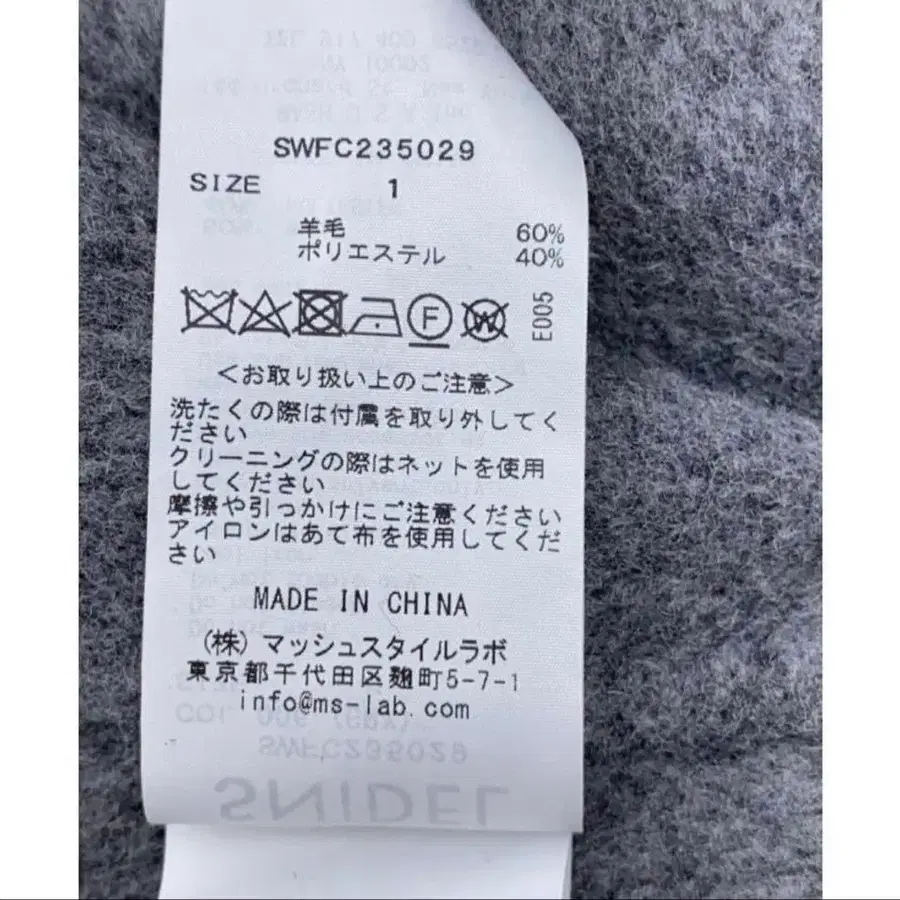 SWFC235029
SIZE 1
羊毛 60%
ポリエステル 40%
F W E005
<お取り扱い上のご注意>
洗たくの際は付属を取り外してく
ださい
クリーニングの際はネットを使用
してください
摩擦や引っかけにご注意ください
アイロンはあて布を使用してくだ
さい
MADE IN CHINA
(株)マッシュスタイルラボ
東京都千代田区麹町5-7-1
info@ms-lab.com
SWFC235029
SNIDEL